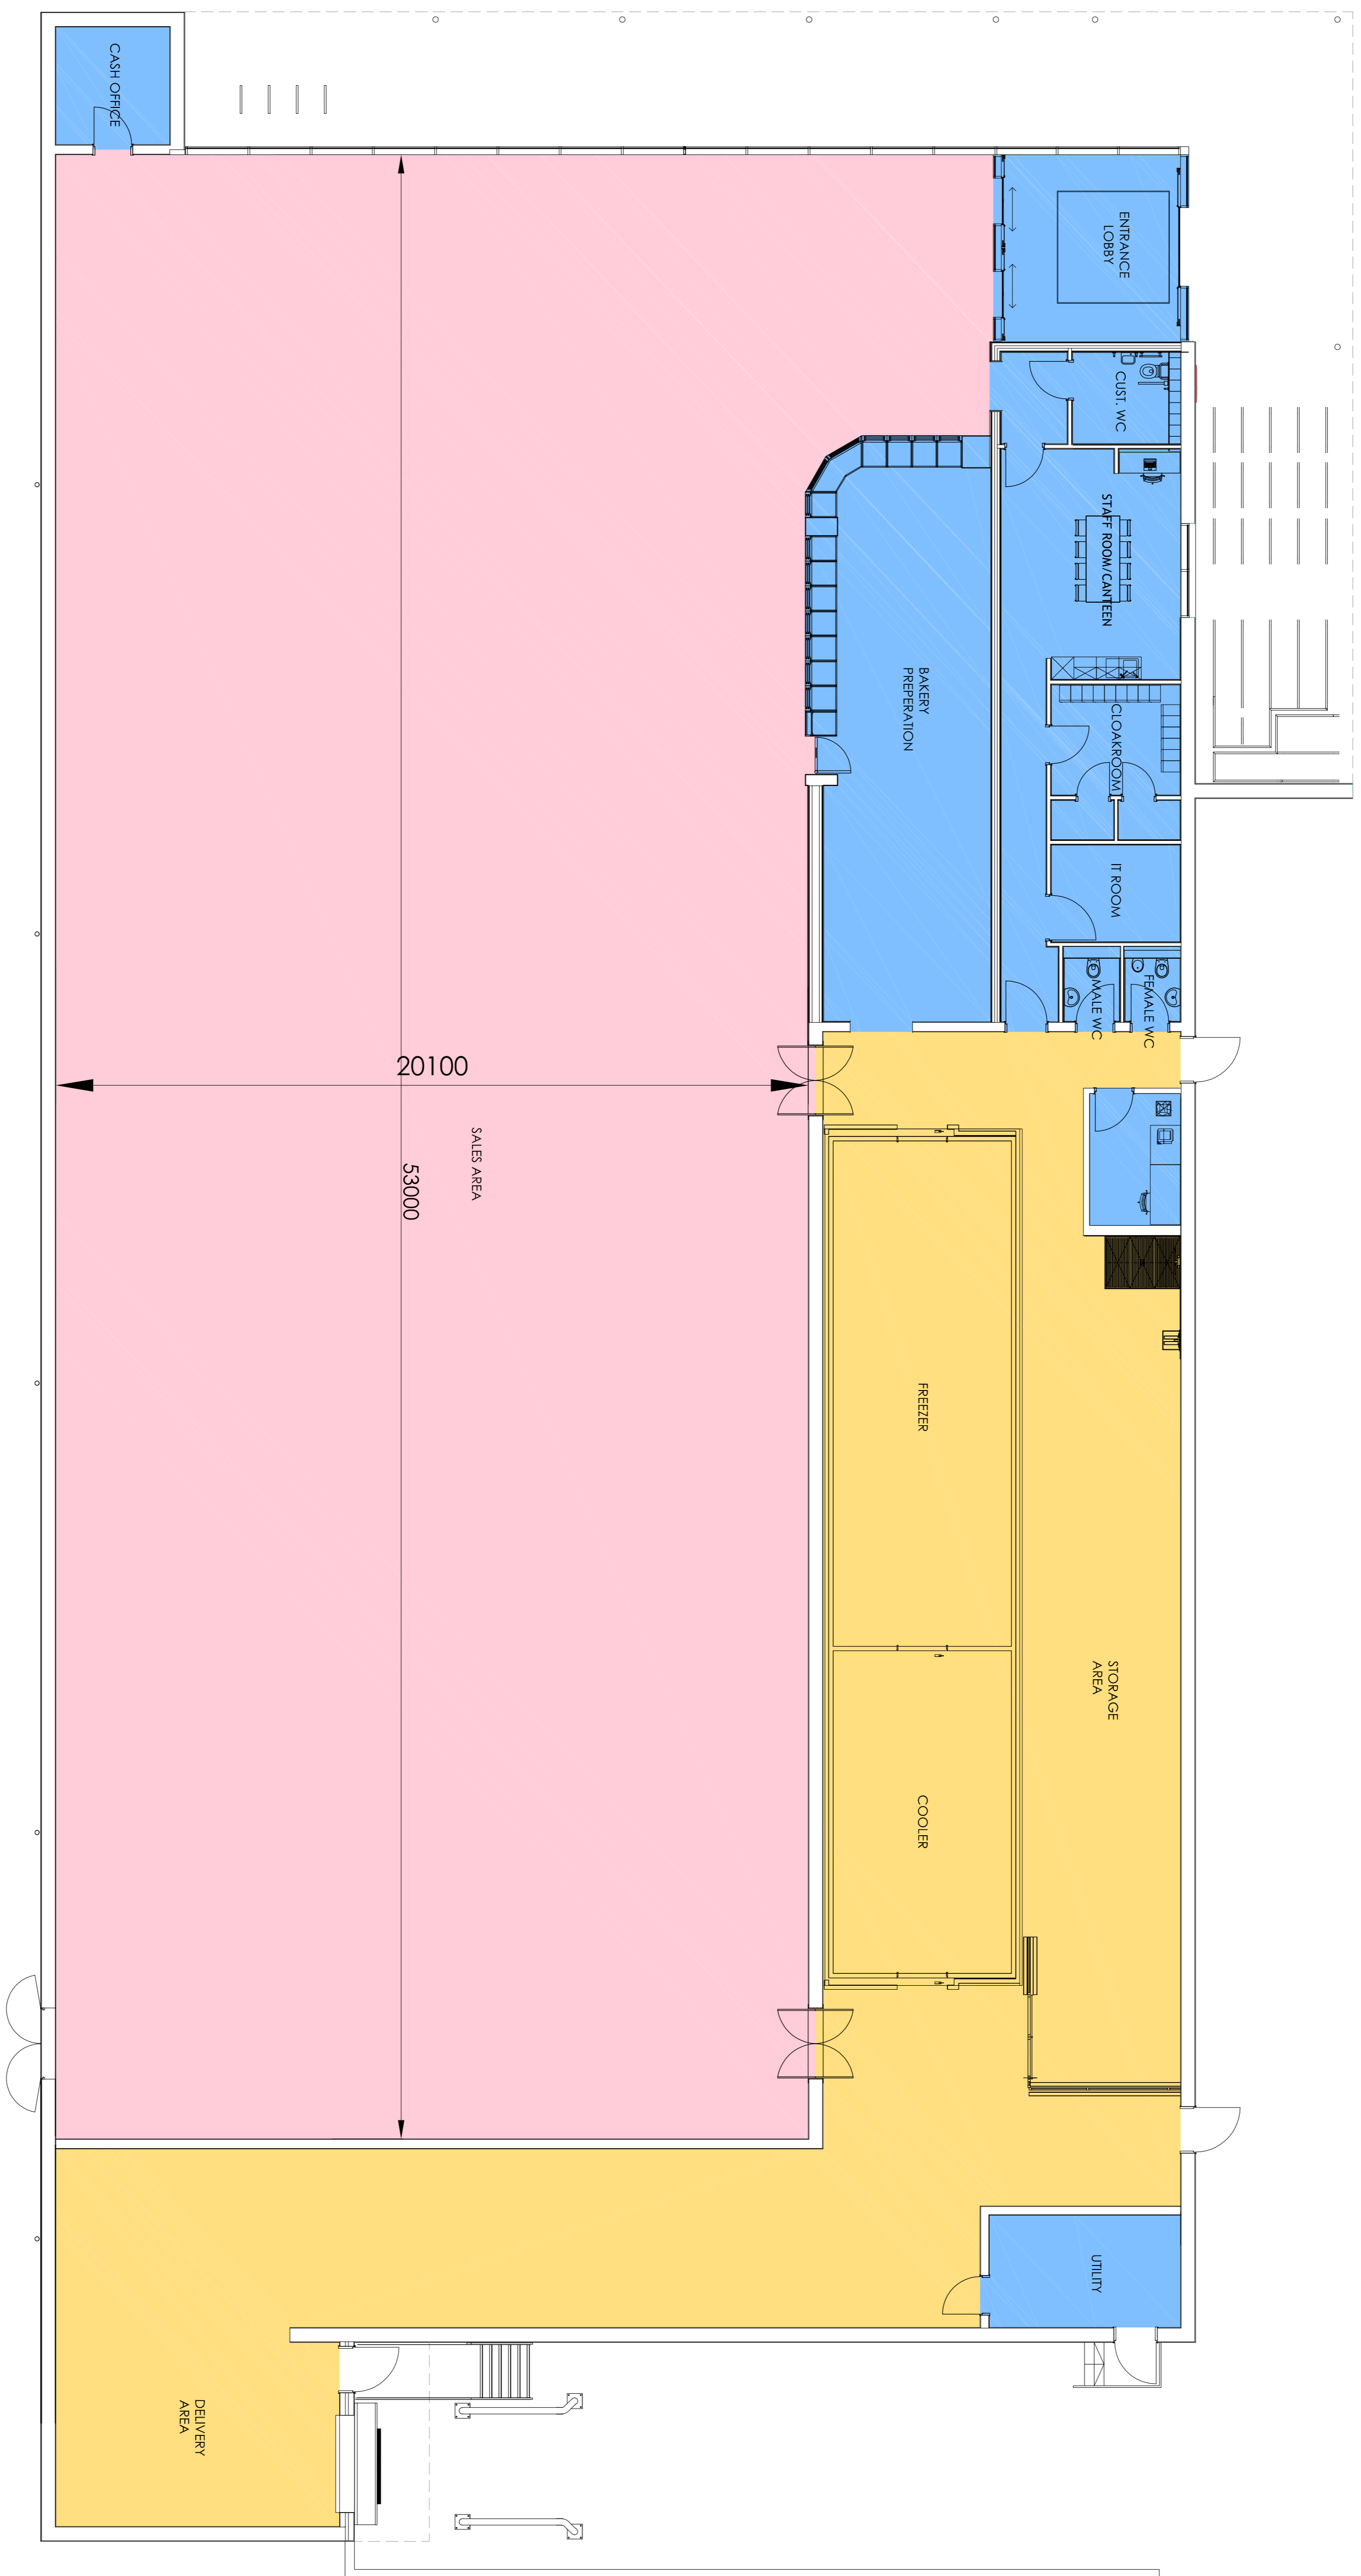 CASH OFFICE
ENTRANCE
LOBBY
CUST. WC
STAFF ROOM/CANTEEN
BAKERY
PREPERATION
CLOAKROOM
IT ROOM
MALE WC
FEMALE WC
20100
SALES AREA
53000
FREEZER
STORAGE
AREA
COOLER
UTILITY
DELIVERY
AREA